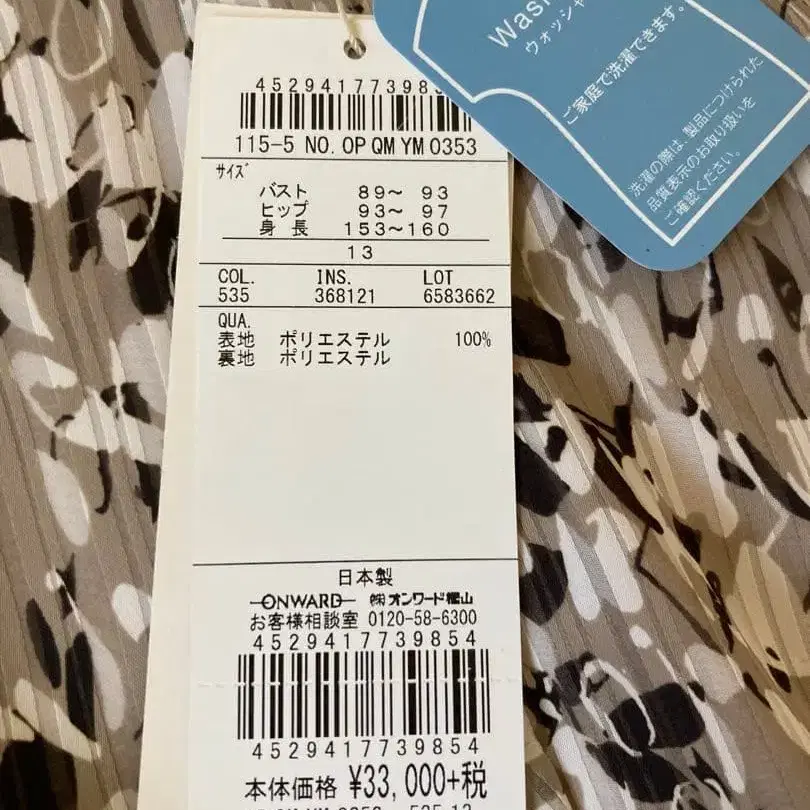 4529417739854
115-5 NO. OP QM YM 0353
サイズ
バスト 89〜 93
ヒップ 93〜 97
身 長 153〜160
13
COL. INS. LOT
535 368121 6583662
QUA.
表地 ポリエステル 100%
裏地 ポリエステル
日本製
ONWARD ㈱オンワード樫山
お客様相談室 0120-58-6300
4529417739854
4529417739854
本体価格 ¥33,000+税
Wash
ウォッシャ
ご家庭で洗濯できます。
洗濯の際は、製品につけられた
品質表示のお取り扱いを
ご確認ください。